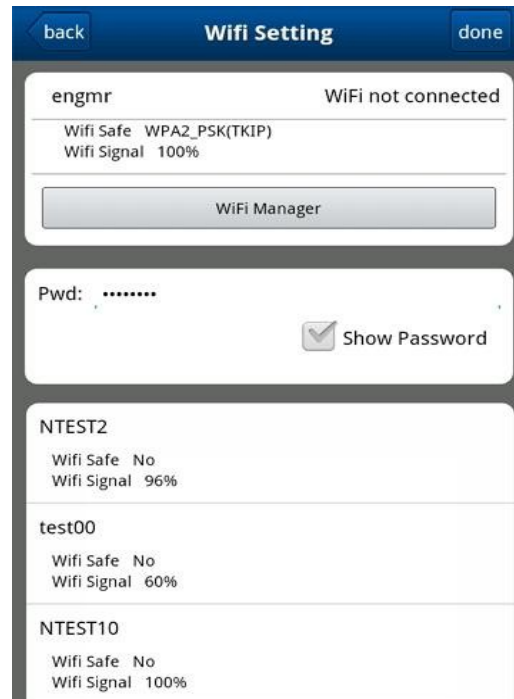 back Wifi Setting done
engmr WiFi not connected
Wifi Safe WPA2_PSK(TKIP)
Wifi Signal 100%
WiFi Manager
Pwd: ••••••••
Show Password
NTEST2
Wifi Safe No
Wifi Signal 96%
test00
Wifi Safe No
Wifi Signal 60%
NTEST10
Wifi Safe No
Wifi Signal 100%